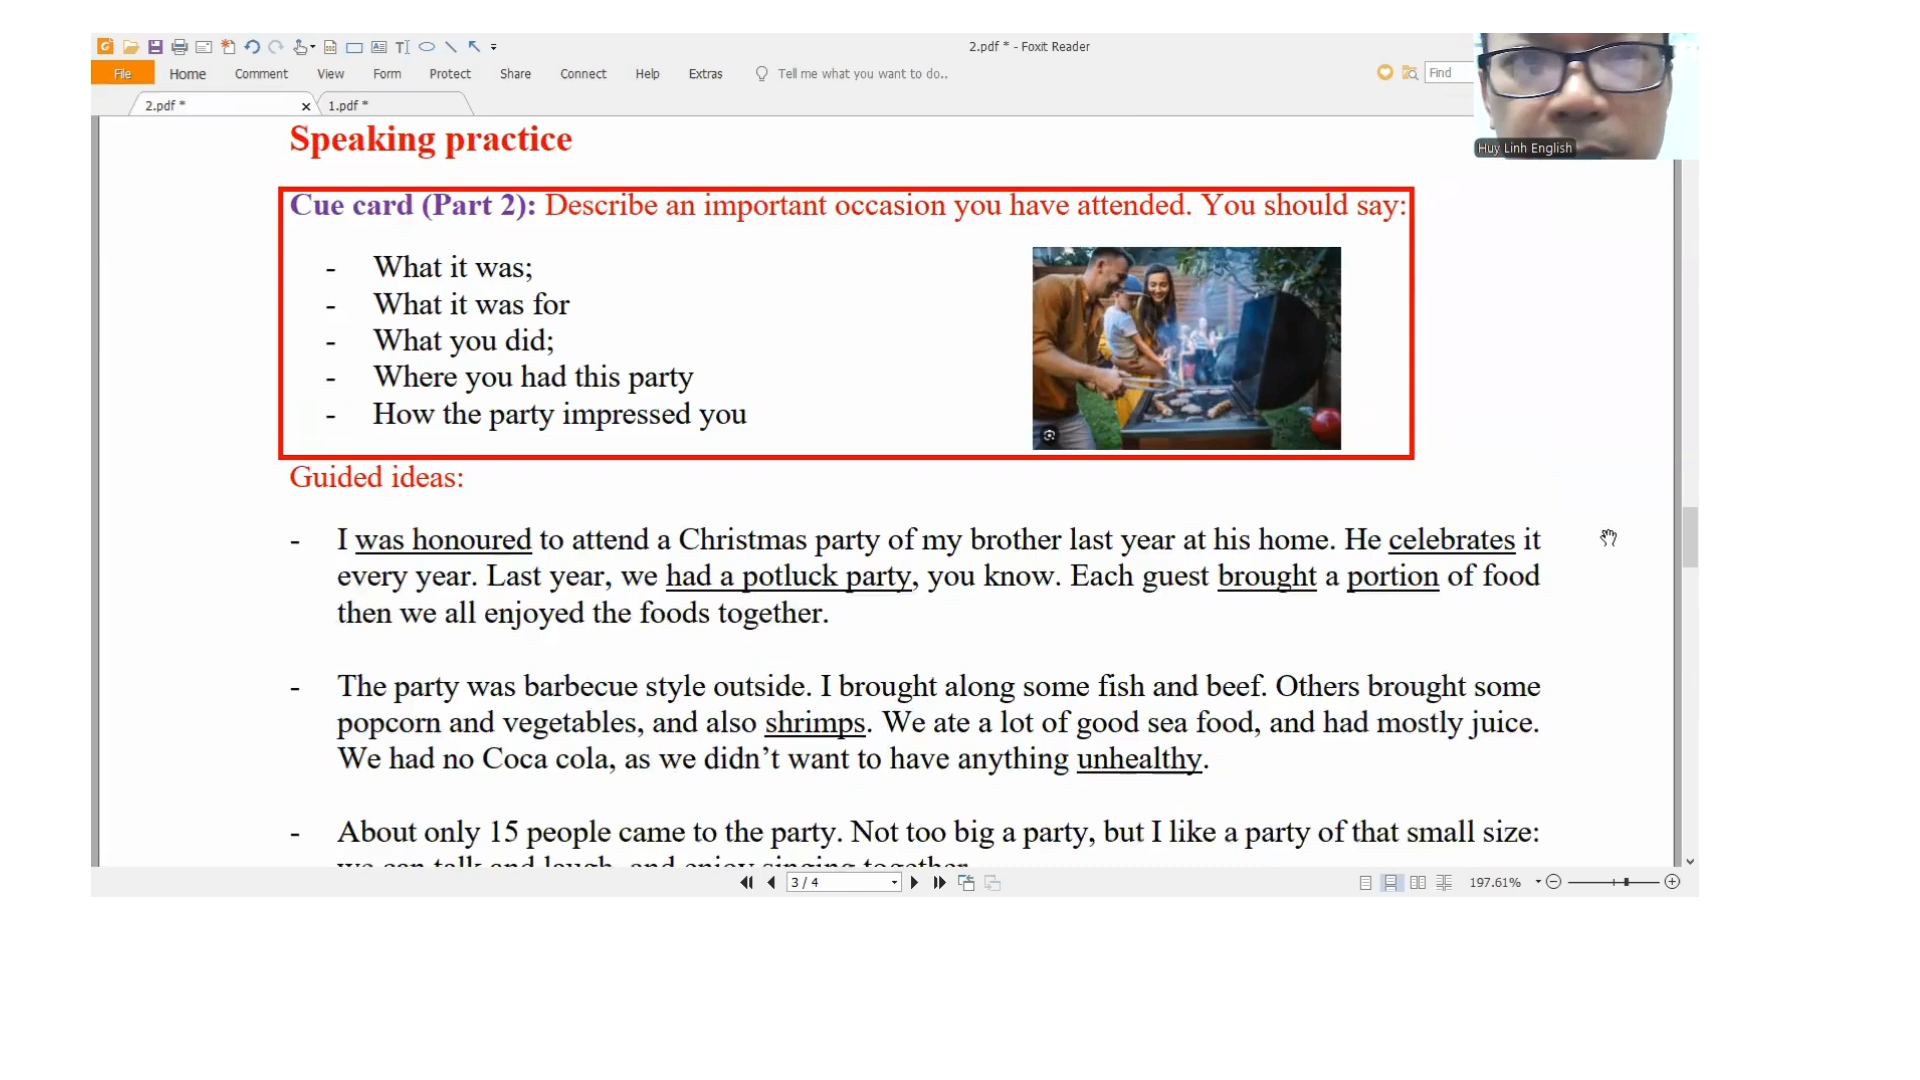 2.pdf * - Foxit Reader
File Home Comment View Form Protect Share Connect Help Extras Tell me what you want to do.. Find
2.pdf * 1.pdf *
Huy Linh English
Speaking practice
Cue card (Part 2): Describe an important occasion you have attended. You should say:
- What it was;
- What it was for
- What you did;
- Where you had this party
- How the party impressed you
Guided ideas:
- I was honoured to attend a Christmas party of my brother last year at his home. He celebrates it
every year. Last year, we had a potluck party, you know. Each guest brought a portion of food
then we all enjoyed the foods together.
- The party was barbecue style outside. I brought along some fish and beef. Others brought some
popcorn and vegetables, and also shrimps. We ate a lot of good sea food, and had mostly juice.
We had no Coca cola, as we didn’t want to have anything unhealthy.
- About only 15 people came to the party. Not too big a party, but I like a party of that small size:
we can talk and laugh, and enjoy singing together
3 / 4 197.61%